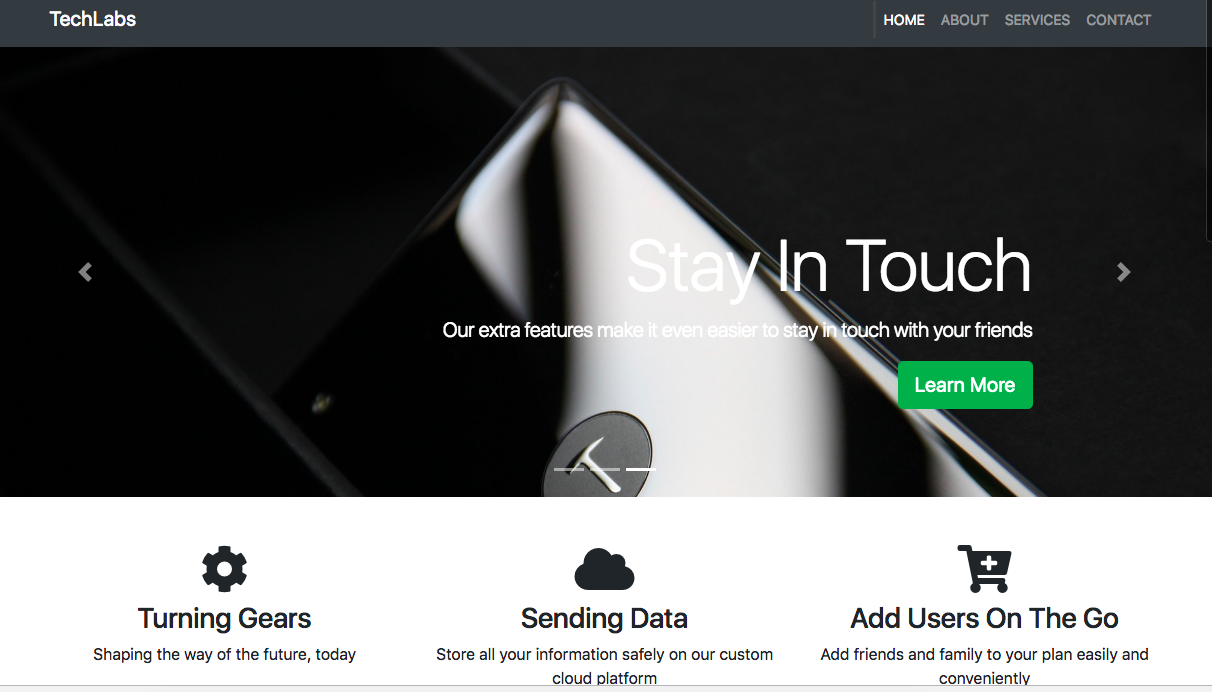 TechLabs
HOME ABOUT SERVICES CONTACT
Stay In Touch
Our extra features make it even easier to stay in touch with your friends
Learn More
Turning Gears
Shaping the way of the future, today
Sending Data
Store all your information safely on our custom
cloud platform
Add Users On The Go
Add friends and family to your plan easily and
conveniently